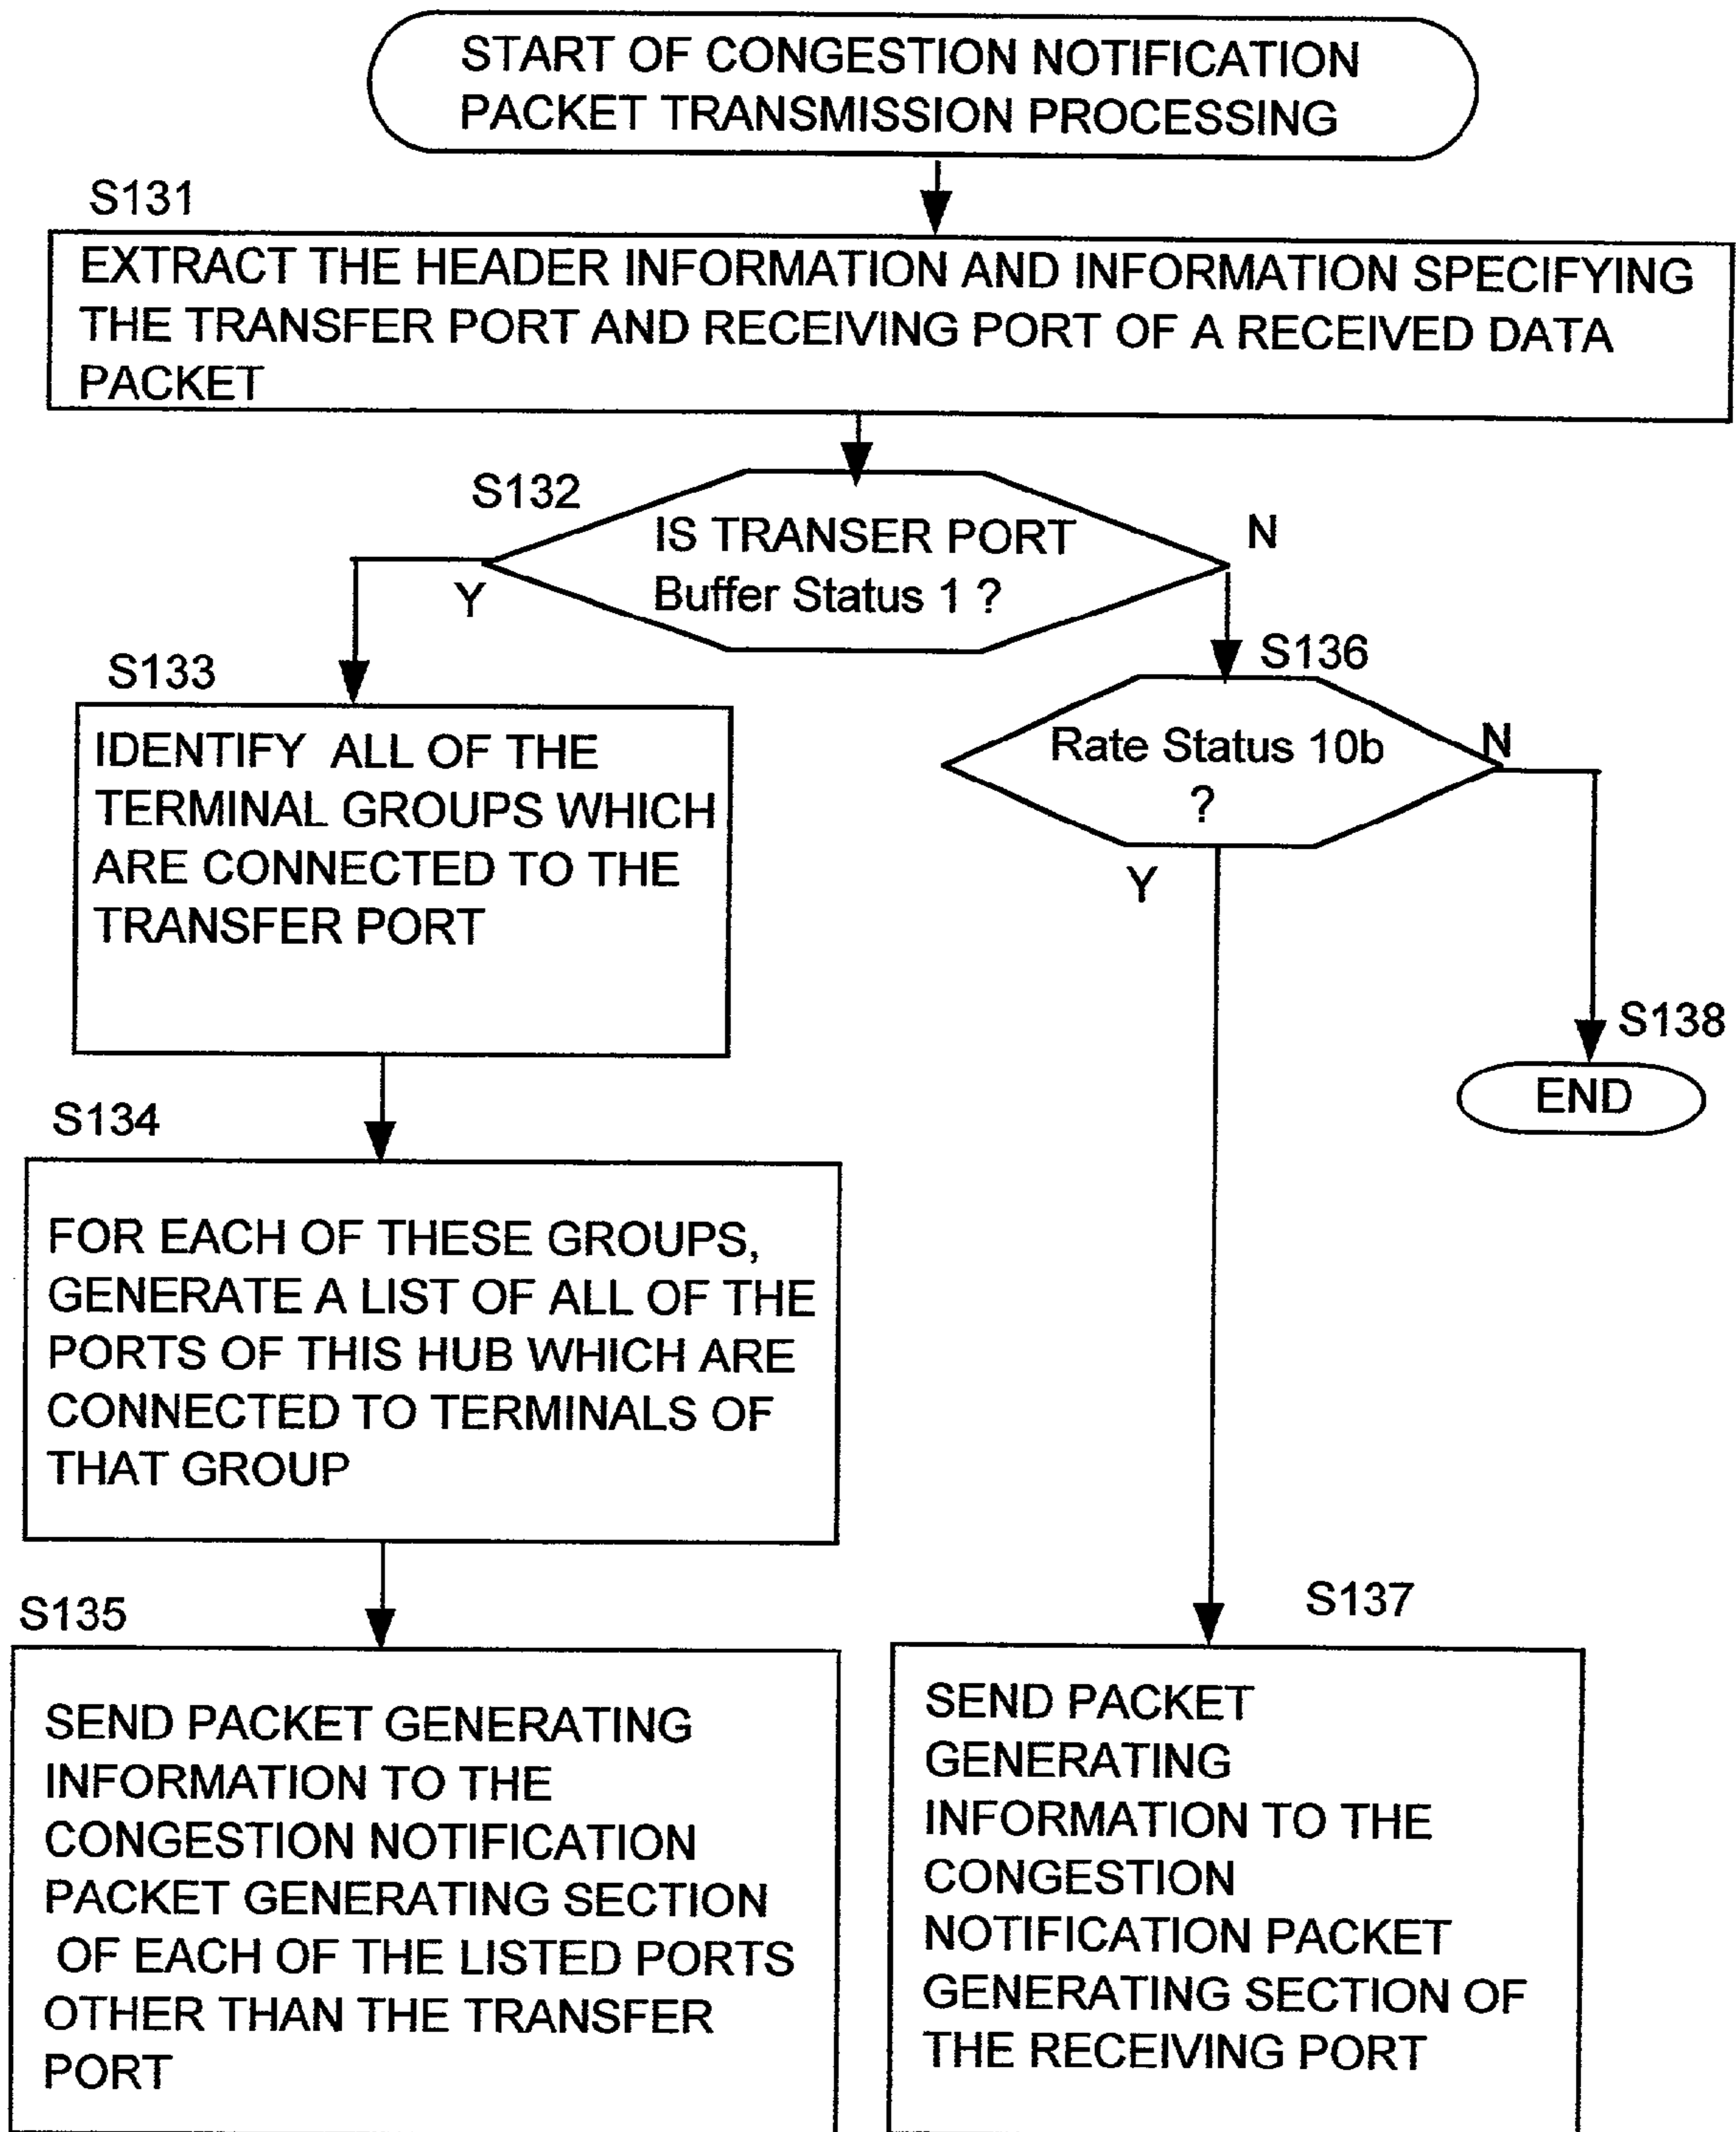 START OF CONGESTION NOTIFICATION
PACKET TRANSMISSION PROCESSING
S131
EXTRACT THE HEADER INFORMATION AND INFORMATION SPECIFYING
THE TRANSFER PORT AND RECEIVING PORT OF A RECEIVED DATA
PACKET
S132
IS TRANSER PORT
Buffer Status 1 ?
Y
N
S133
IDENTIFY ALL OF THE
TERMINAL GROUPS WHICH
ARE CONNECTED TO THE
TRANSFER PORT
S136
Rate Status 10b
?
N
Y
S138
END
S134
FOR EACH OF THESE GROUPS,
GENERATE A LIST OF ALL OF THE
PORTS OF THIS HUB WHICH ARE
CONNECTED TO TERMINALS OF
THAT GROUP
S135
SEND PACKET GENERATING
INFORMATION TO THE
CONGESTION NOTIFICATION
PACKET GENERATING SECTION
OF EACH OF THE LISTED PORTS
OTHER THAN THE TRANSFER
PORT
S137
SEND PACKET
GENERATING
INFORMATION TO THE
CONGESTION
NOTIFICATION PACKET
GENERATING SECTION OF
THE RECEIVING PORT